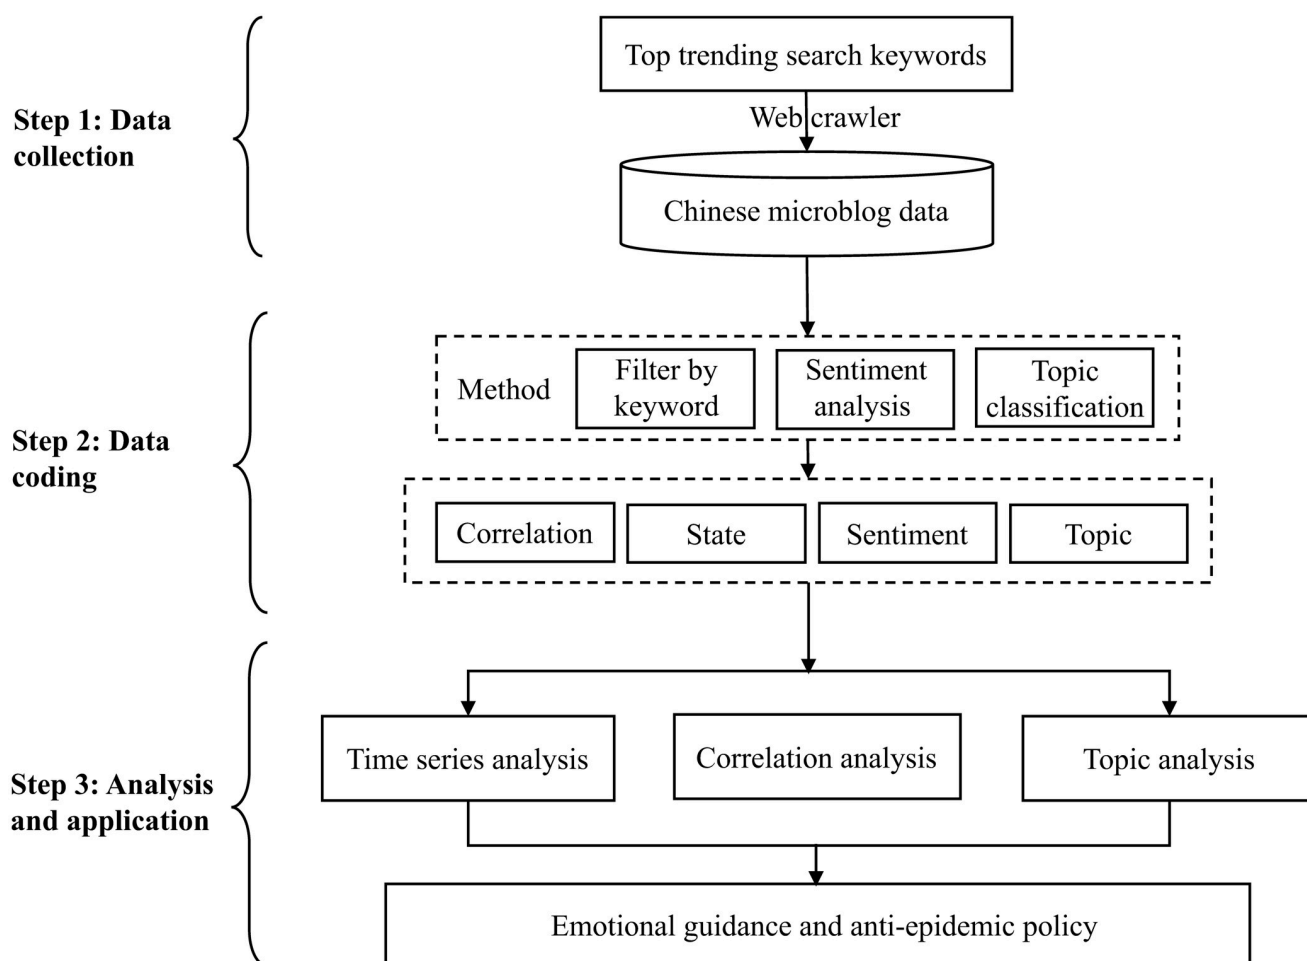 Top trending search keywords
Step 1: Data
collection
Web crawler
Chinese microblog data
Step 2: Data
coding
Method
Filter by
keyword
Sentiment
analysis
Topic
classification
Correlation
State
Sentiment
Topic
Step 3: Analysis
and application
Time series analysis
Correlation analysis
Topic analysis
Emotional guidance and anti-epidemic policy